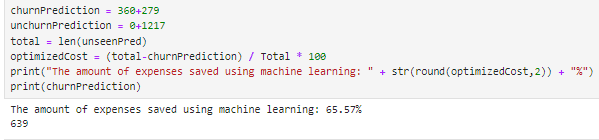 churnPrediction = 360+279
unchurnPrediction = 0+1217
total = len(unseenPred)
optimizedCost = (total-churnPrediction) / Total * 100
print("The amount of expenses saved using machine learning: " + str(round(optimizedCost,2)) + "%")
print(churnPrediction)
The amount of expenses saved using machine learning: 65.57%
639